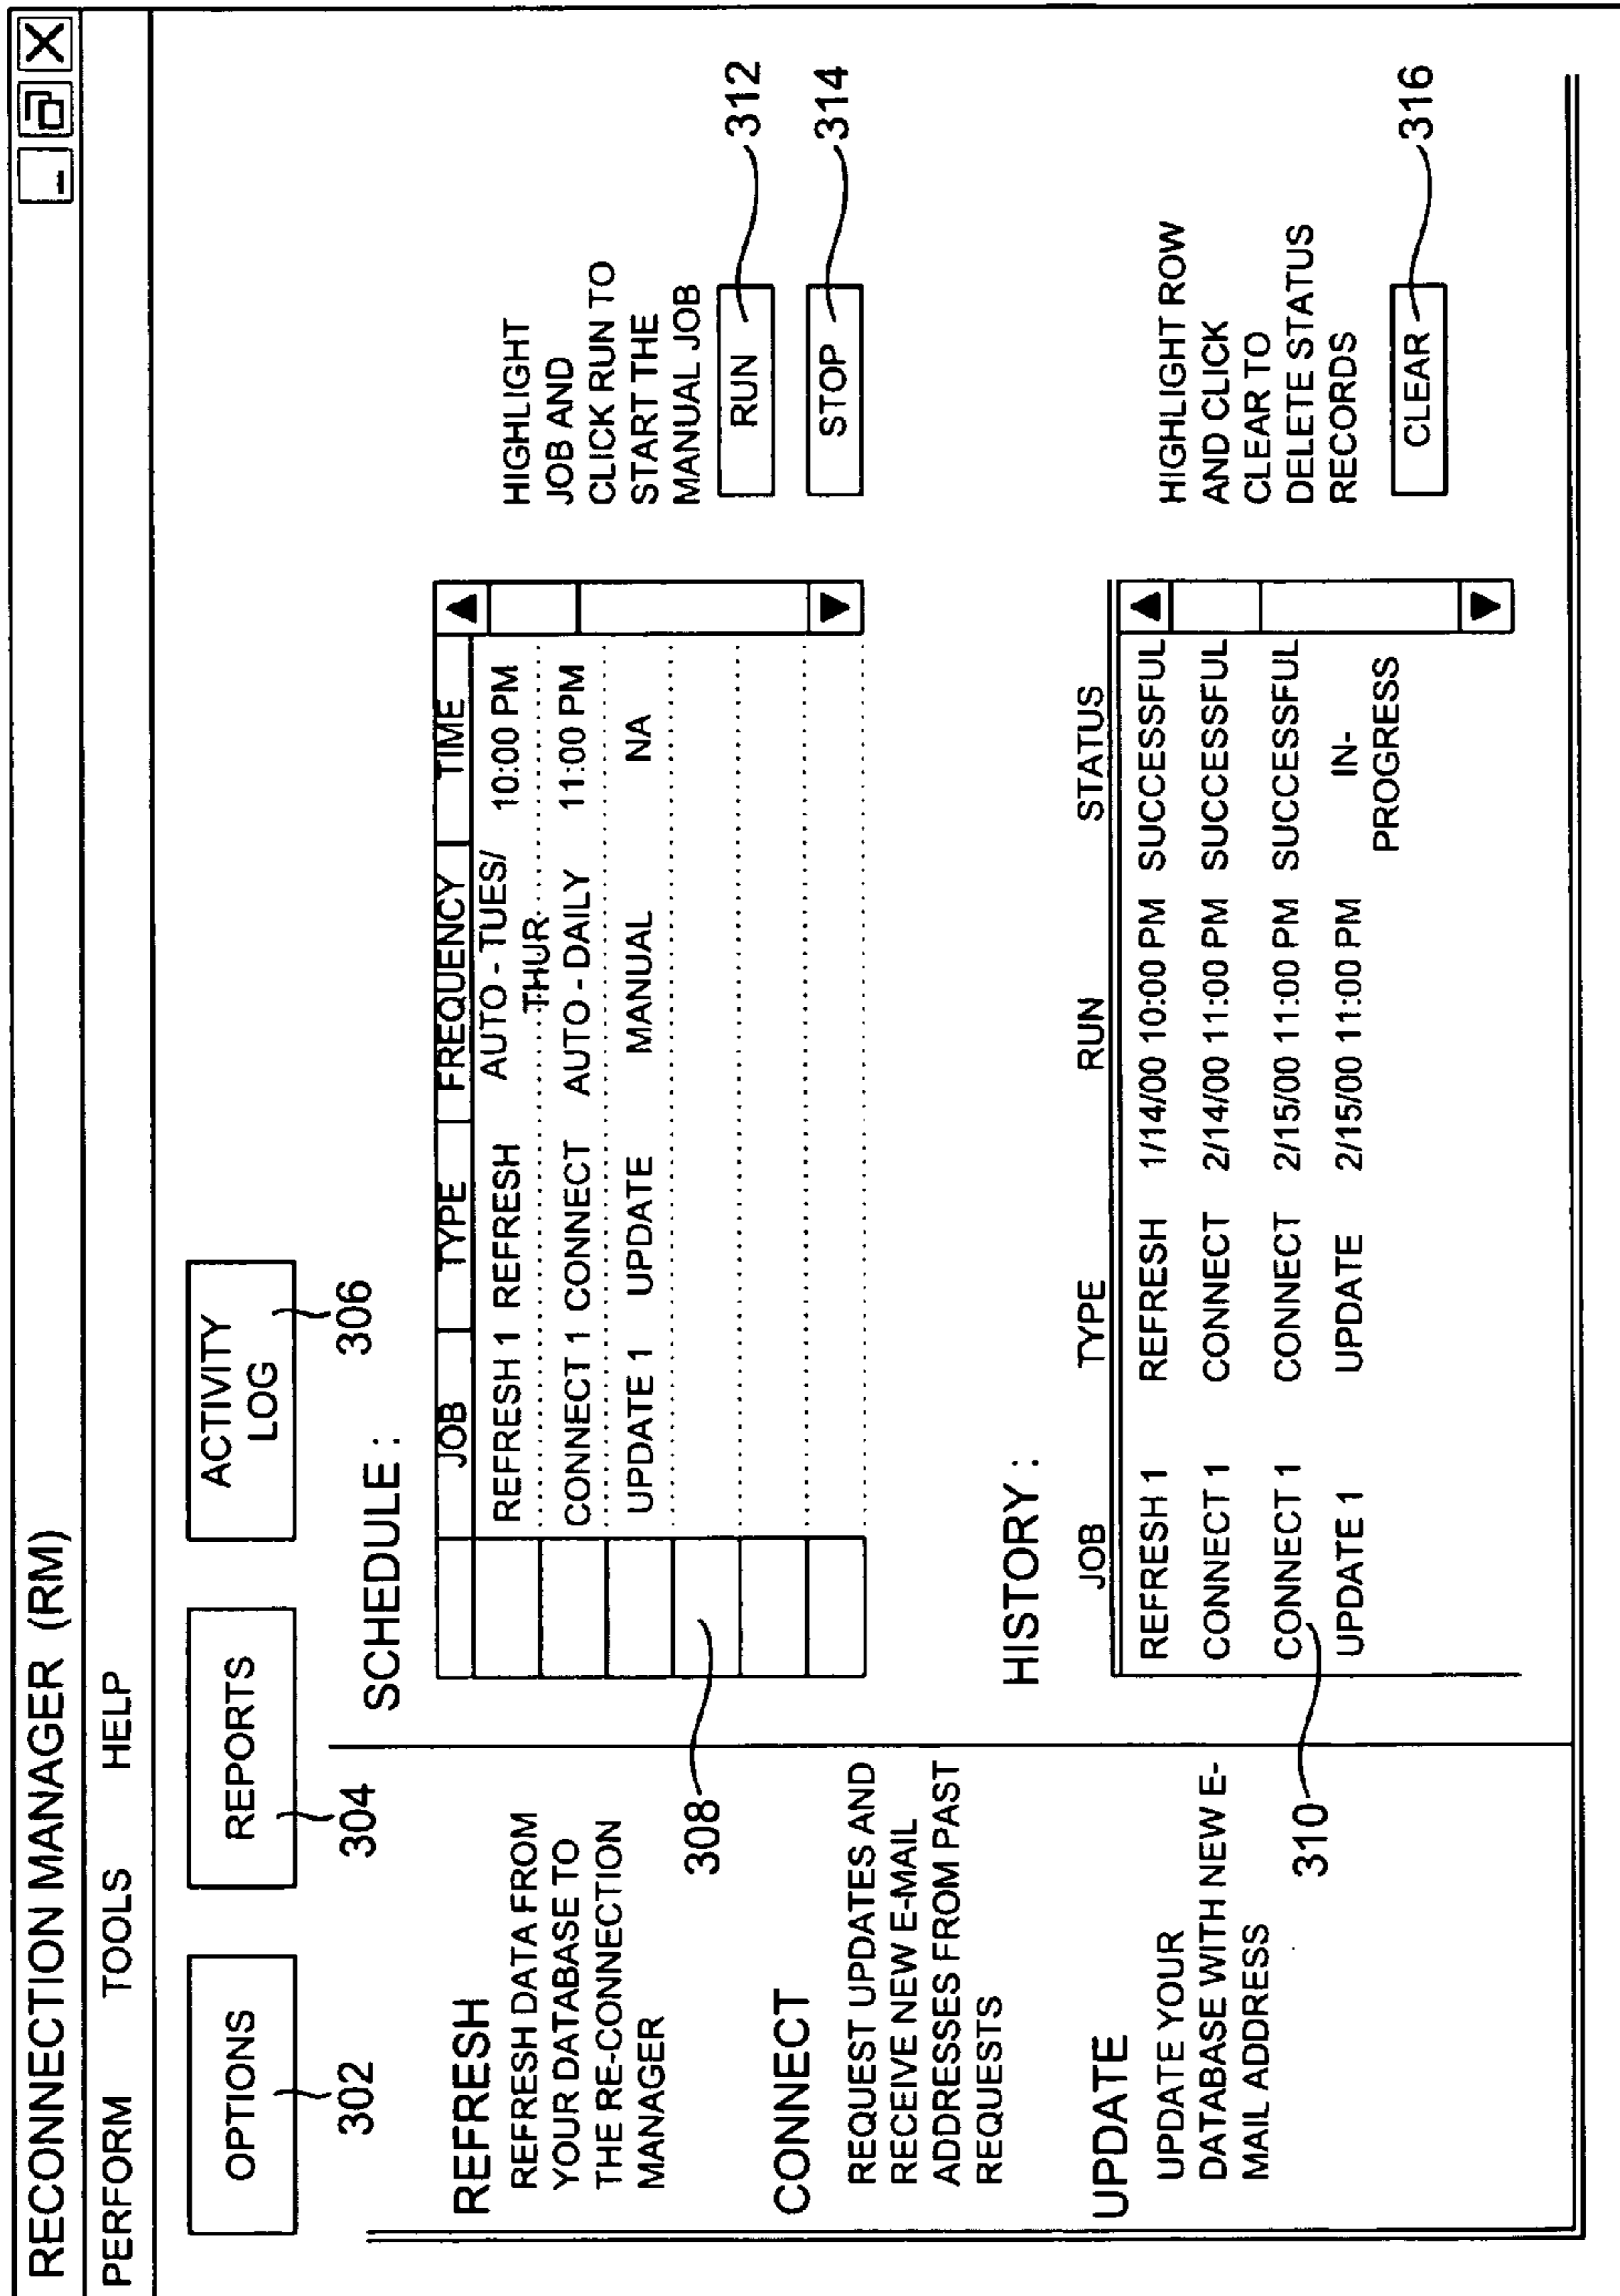 RECONNECTION MANAGER (RM)
PERFORM TOOLS HELP
OPTIONS
302
REPORTS
304
ACTIVITY
LOG
306
REFRESH
REFRESH DATA FROM
YOUR DATABASE TO
THE RE-CONNECTION
MANAGER
CONNECT
REQUEST UPDATES AND
RECEIVE NEW E-MAIL
ADDRESSES FROM PAST
REQUESTS
UPDATE
UPDATE YOUR
DATABASE WITH NEW E-
MAIL ADDRESS
SCHEDULE :
JOB TYPE FREQUENCY TIME
REFRESH 1 REFRESH AUTO - TUES/ 10:00 PM
THUR
CONNECT 1 CONNECT AUTO - DAILY 11:00 PM
UPDATE 1 UPDATE MANUAL NA
308
HIGHLIGHT
JOB AND
CLICK RUN TO
START THE
MANUAL JOB
RUN 312
STOP 314
HISTORY :
JOB TYPE RUN STATUS
REFRESH 1 REFRESH 1/14/00 10:00 PM SUCCESSFUL
CONNECT 1 CONNECT 2/14/00 11:00 PM SUCCESSFUL
CONNECT 1 CONNECT 2/15/00 11:00 PM SUCCESSFUL
UPDATE 1 UPDATE 2/15/00 11:00 PM IN-
PROGRESS
310
HIGHLIGHT ROW
AND CLICK
CLEAR TO
DELETE STATUS
RECORDS
CLEAR 316